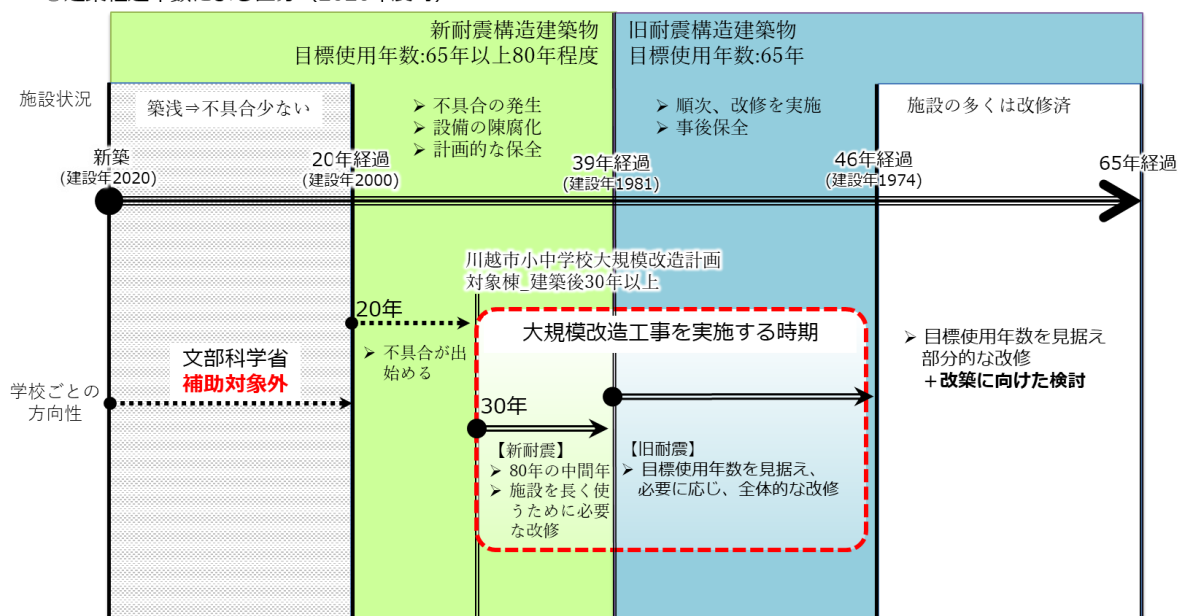 新耐震構造建築物
目標使用年数:65年以上80年程度
旧耐震構造建築物
目標使用年数:65年
施設状況
築浅⇒不具合少ない
➢ 不具合の発生
➢ 設備の陳腐化
➢ 計画的な保全
➢ 順次、改修を実施
➢ 事後保全
施設の多くは改修済
新築
(建設年2020)
20年経過
(建設年2000)
39年経過
(建設年1981)
46年経過
(建設年1974)
65年経過
川越市小中学校大規模改造計画
対象棟_建築後30年以上
20年
➢ 不具合が出
始める
大規模改造工事を実施する時期
➢ 目標使用年数を見据え
部分的な改修
+改築に向けた検討
学校ごとの
方向性
文部科学省
補助対象外
30年
【新耐震】
➢ 80年の中間年
➢ 施設を長く使
うために必要
な改修
【旧耐震】
➢ 目標使用年数を見据え、
必要に応じ、全体的な改修